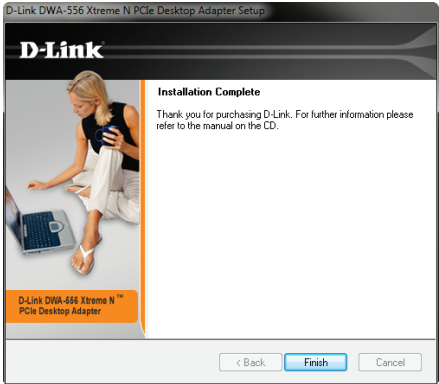 D-Link DWA-556 Xtreme N PCIe Desktop Adapter Setup
D-Link
Installation Complete
Thank you for purchasing D-Link. For further information please
refer to the manual on the CD.
D-Link DWA-556 Xtreme N ™
PCIe Desktop Adapter
< Back
Finish
Cancel